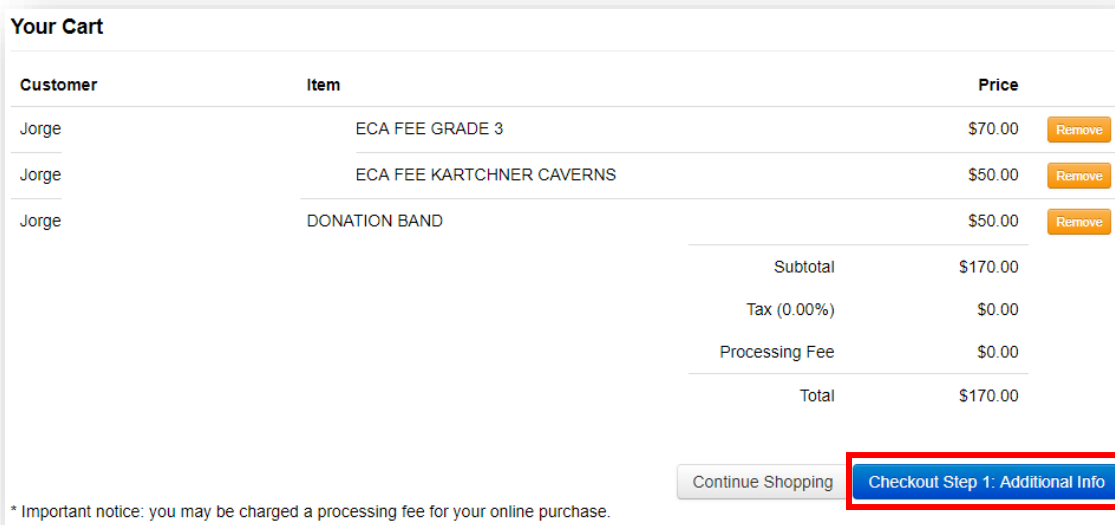 Your Cart
Customer Item Price
Jorge ECA FEE GRADE 3 $70.00 Remove
Jorge ECA FEE KARTCHNER CAVERNS $50.00 Remove
Jorge DONATION BAND $50.00 Remove
Subtotal $170.00
Tax (0.00%) $0.00
Processing Fee $0.00
Total $170.00
Continue Shopping Checkout Step 1: Additional Info
* Important notice: you may be charged a processing fee for your online purchase.